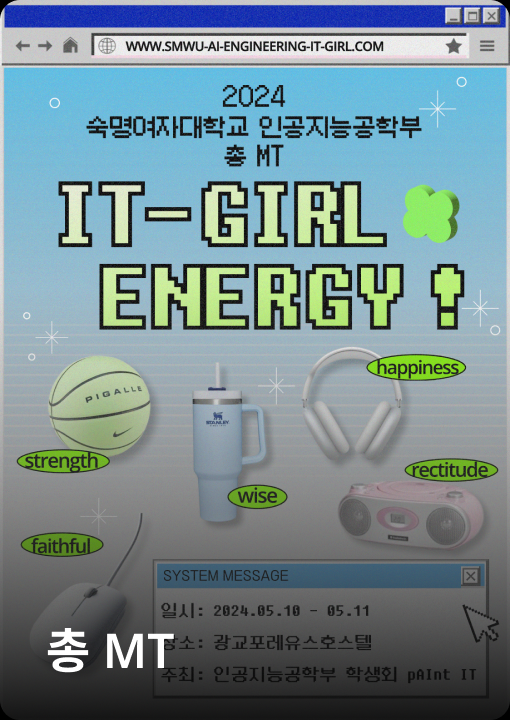 WWW.SMWU-AI-ENGINEERING-IT-GIRL.COM
2024
숙명여자대학교 인공지능공학부
총 MT
IT-GIRL
ENERGY !
happiness
PIGALLE
STANLEY
strength
rectitude
wise
faithful
SYSTEM MESSAGE
일시: 2024.05.10 - 05.11
장소: 광교포레유스호스텔
주최: 인공지능공학부 학생회 pAInt IT
총 MT